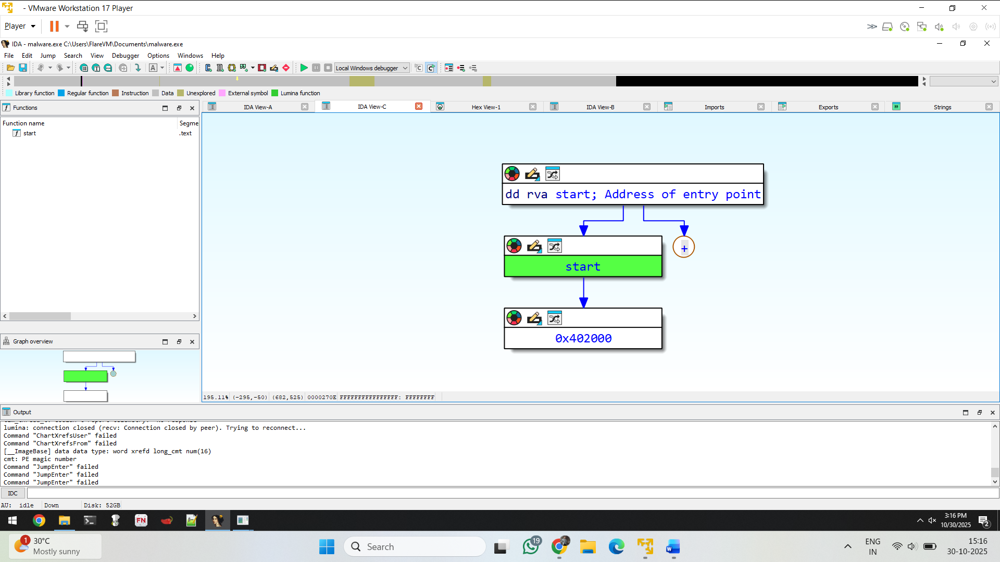 - VMware Workstation 17 Player
Player
IDA - malware.exe C:\Users\FlareVM\Documents\malware.exe
File Edit Jump Search View Debugger Options Windows Help
Local Windows debugger
Library function Regular function Instruction Data Unexplored External symbol Lumina function
Functions
IDA View-A IDA View-C Hex View-1 IDA View-B Imports Exports Strings
Function name Segme
start .text
dd rva start; Address of entry point
+
start
0x402000
Graph overview
195.11% (-295,-50) (682,525) 0000270E FFFFFFFFFFFFFFFF: FFFFFFFF
Output
lumina: connection closed (recv: Connection closed by peer). Trying to reconnect...
Command "ChartXrefsUser" failed
Command "ChartXrefsFrom" failed
[__ImageBase] data data type: word xrefd long_cmt num(16)
cmt: PE magic number
Command "JumpEnter" failed
Command "JumpEnter" failed
Command "JumpEnter" failed
IDC
AU: idle Down Disk: 52GB
FN
3:16 PM
10/30/2025
2
1
30°C
Mostly sunny
Search
19
ENG
IN
15:16
30-10-2025